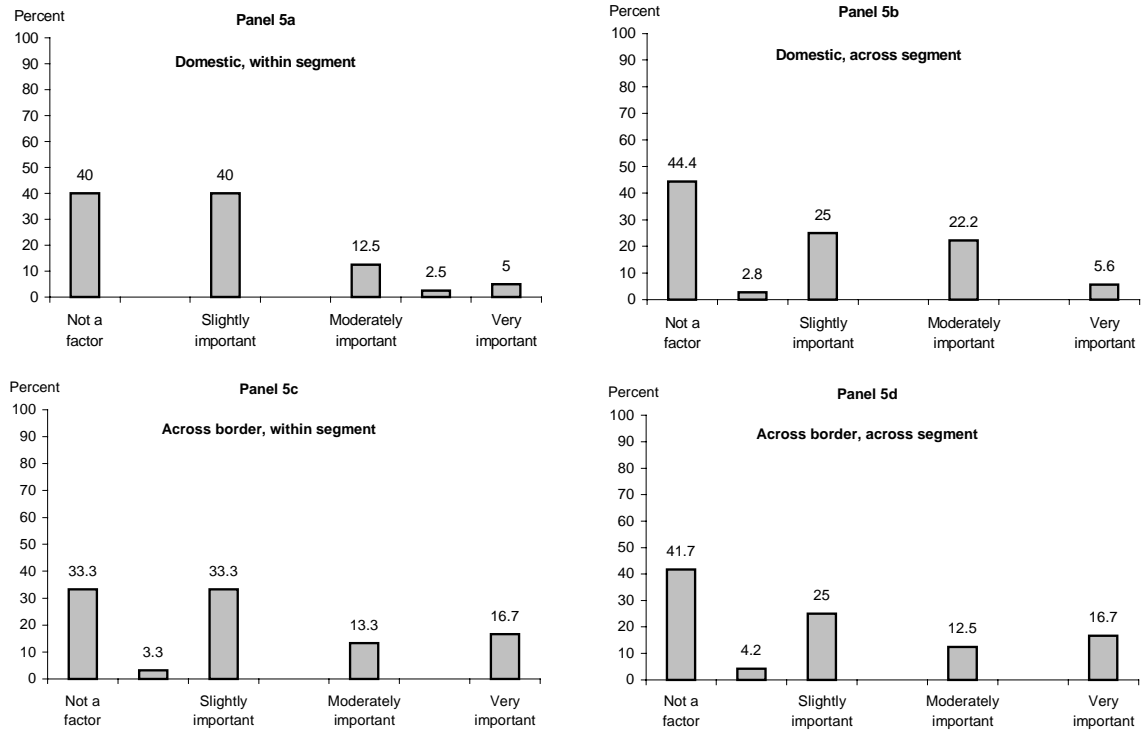 Percent
Panel 5a
Domestic, within segment
100
90
80
70
60
50
40
30
20
10
0
40
40
12.5
2.5
5
Not a
factor
Slightly
important
Moderately
important
Very
important
Percent
Panel 5b
Domestic, across segment
100
90
80
70
60
50
40
30
20
10
0
44.4
2.8
25
22.2
5.6
Not a
factor
Slightly
important
Moderately
important
Very
important
Percent
Panel 5c
Across border, within segment
100
90
80
70
60
50
40
30
20
10
0
33.3
3.3
33.3
13.3
16.7
Not a
factor
Slightly
important
Moderately
important
Very
important
Percent
Panel 5d
Across border, across segment
100
90
80
70
60
50
40
30
20
10
0
41.7
4.2
25
12.5
16.7
Not a
factor
Slightly
important
Moderately
important
Very
important